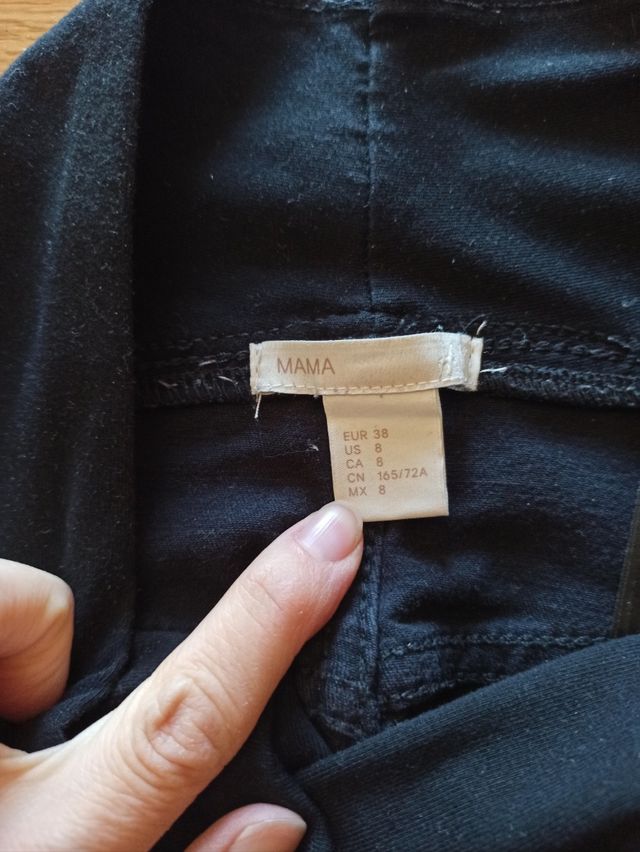 MAMA
EUR 38
US 8
CA 8
CN 165/72A
MX 8